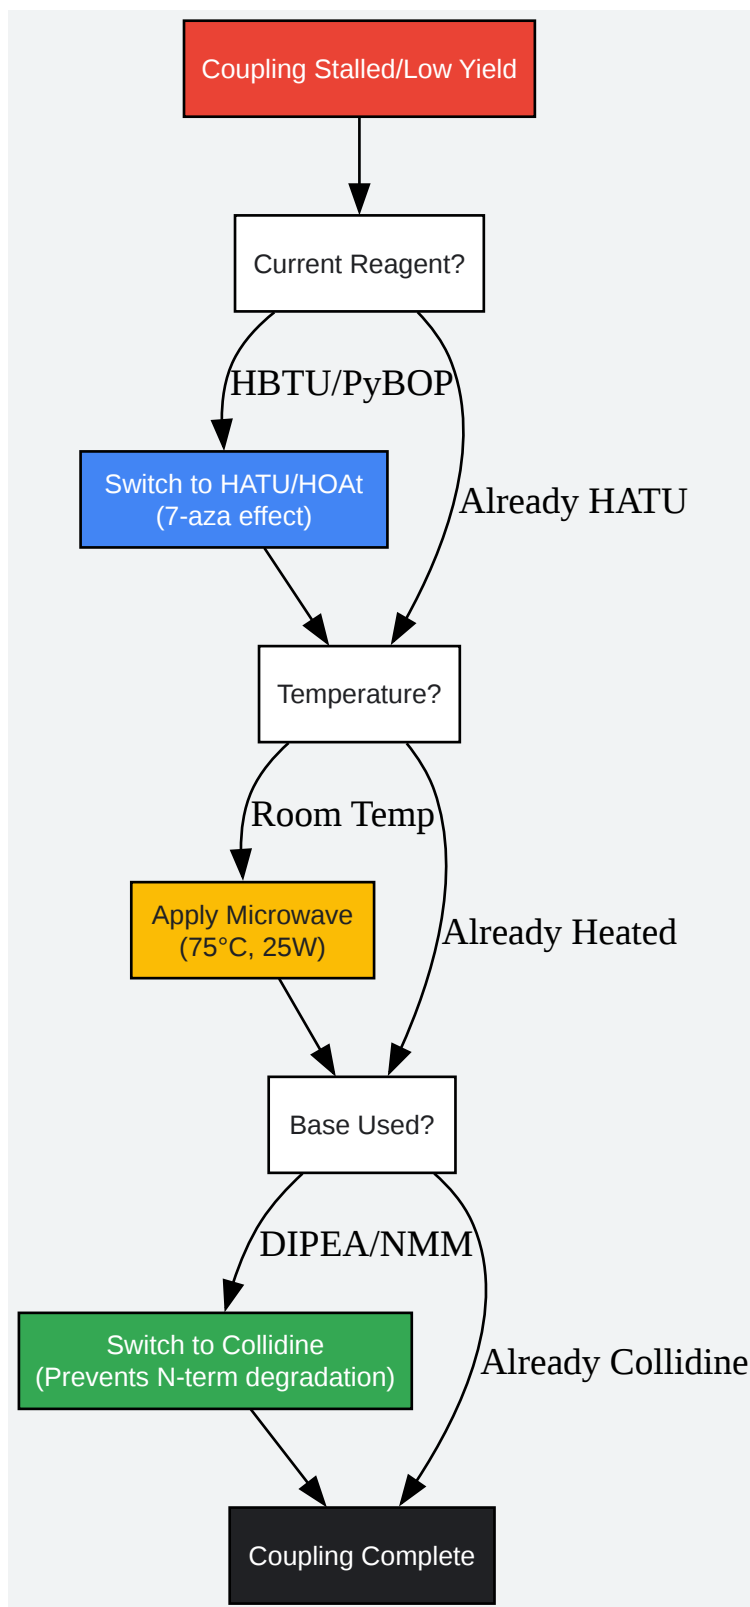 Coupling Stalled/Low Yield
Current Reagent?
HBTU/PyBOP
Switch to HATU/HOAt
(7-aza effect)
Already HATU
Temperature?
Room Temp
Apply Microwave
(75°C, 25W)
Already Heated
Base Used?
DIPEA/NMM
Switch to Collidine
(Prevents N-term degradation)
Already Collidine
Coupling Complete